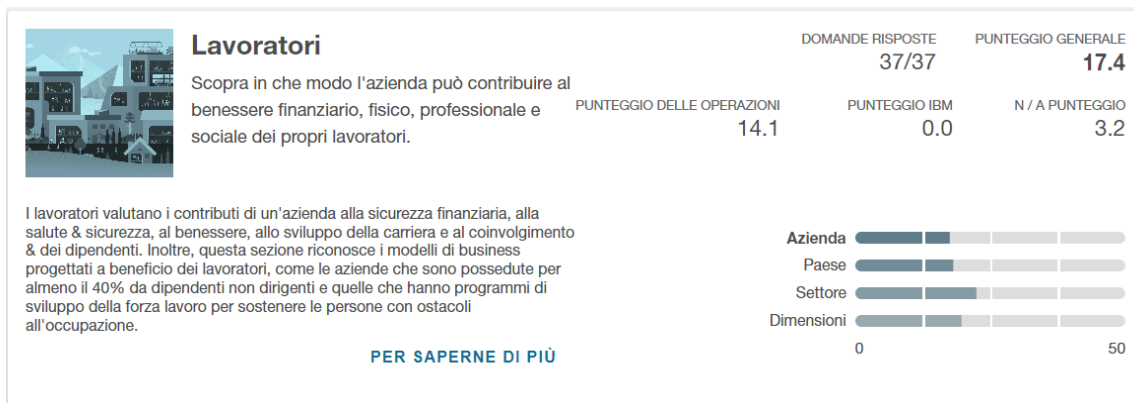 Lavoratori
Scopra in che modo l'azienda può contribuire al
benessere finanziario, fisico, professionale e
sociale dei propri lavoratori.
DOMANDE RISPOSTE
37/37
PUNTEGGIO GENERALE
17.4
PUNTEGGIO DELLE OPERAZIONI
14.1
PUNTEGGIO IBM
0.0
N / A PUNTEGGIO
3.2
I lavoratori valutano i contributi di un'azienda alla sicurezza finanziaria, alla
salute & sicurezza, al benessere, allo sviluppo della carriera e al coinvolgimento
& dei dipendenti. Inoltre, questa sezione riconosce i modelli di business
progettati a beneficio dei lavoratori, come le aziende che sono possedute per
almeno il 40% da dipendenti non dirigenti e quelle che hanno programmi di
sviluppo della forza lavoro per sostenere le persone con ostacoli
all'occupazione.
PER SAPERNE DI PIÙ
Azienda
Paese
Settore
Dimensioni
0 50